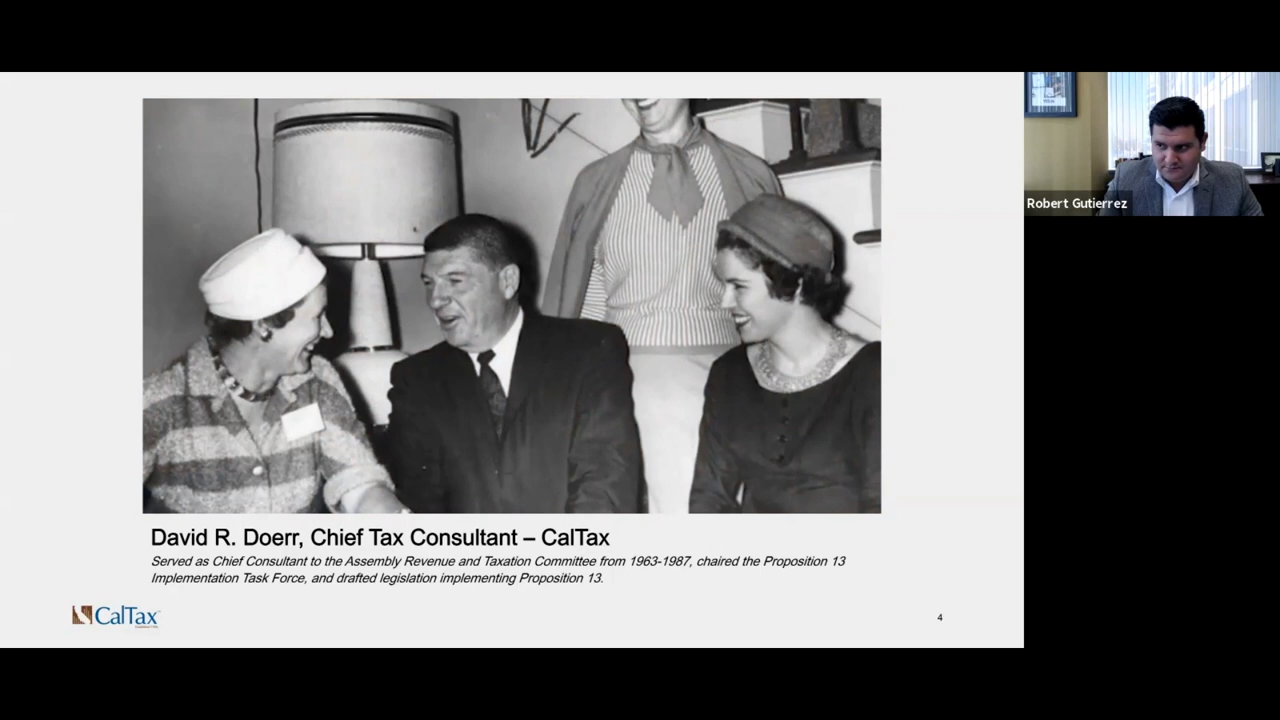 David R. Doerr, Chief Tax Consultant – CalTax
Served as Chief Consultant to the Assembly Revenue and Taxation Committee from 1963-1987, chaired the Proposition 13
Implementation Task Force, and drafted legislation implementing Proposition 13.
CalTax
4
Robert Gutierrez